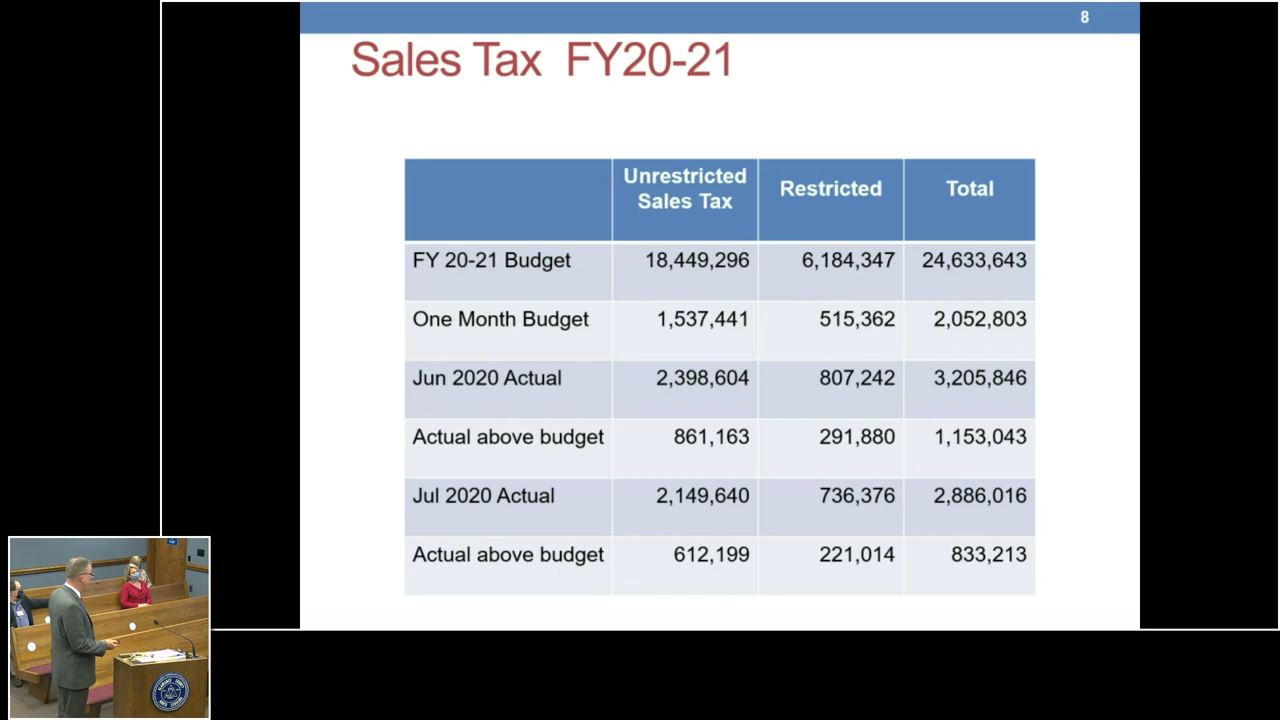 8
Sales Tax FY20-21
Unrestricted Sales Tax Restricted Total
FY 20-21 Budget 18,449,296 6,184,347 24,633,643
One Month Budget 1,537,441 515,362 2,052,803
Jun 2020 Actual 2,398,604 807,242 3,205,846
Actual above budget 861,163 291,880 1,153,043
Jul 2020 Actual 2,149,640 736,376 2,886,016
Actual above budget 612,199 221,014 833,213